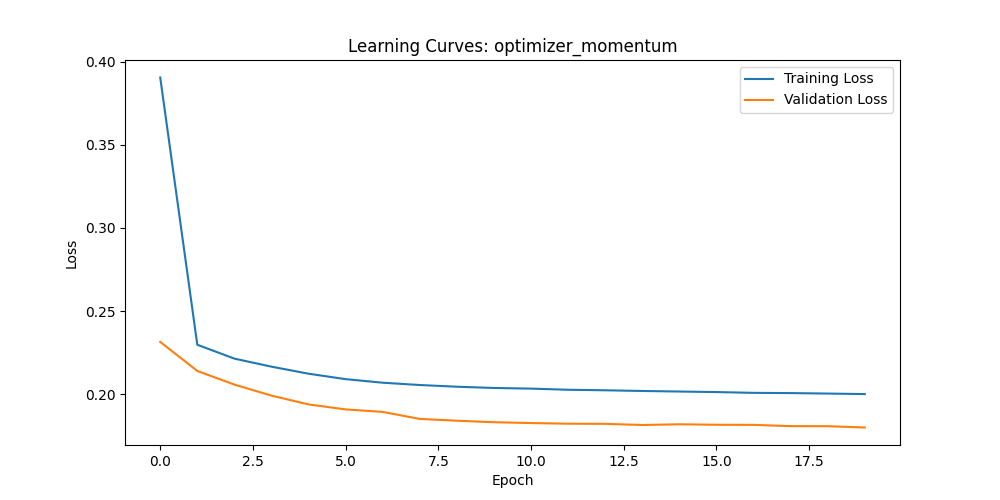 Learning Curves: optimizer_momentum
Training Loss
Validation Loss
0.40
0.35
0.30
0.25
0.20
Loss
0.0 2.5 5.0 7.5 10.0 12.5 15.0 17.5
Epoch